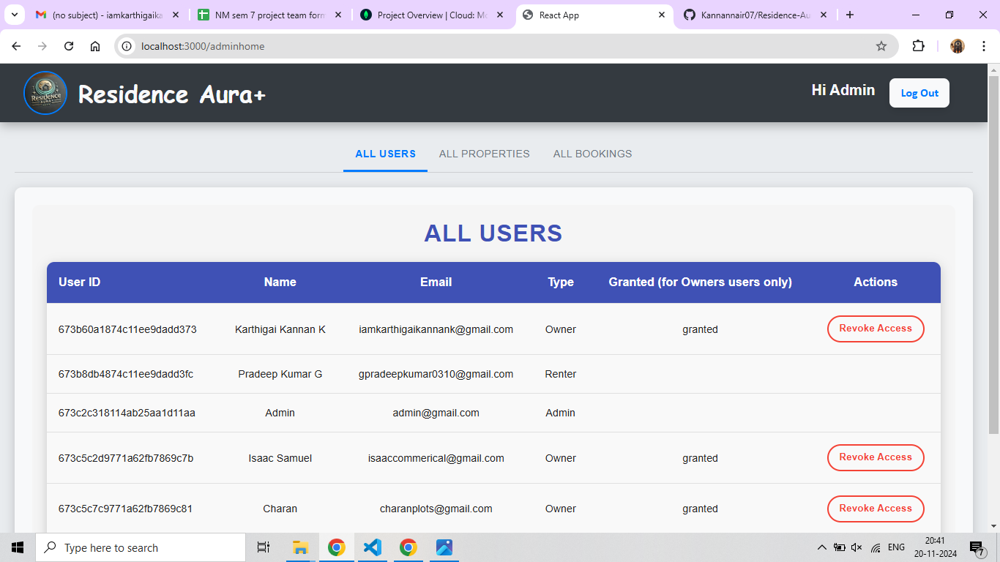 (no subject) - iamkarthigaika
NM sem 7 project team form
Project Overview | Cloud: Mo
React App
Kannannair07/Residence-Au
localhost:3000/adminhome
Residence
AURA
Residence Aura+
Hi Admin
Log Out
ALL USERS
ALL PROPERTIES
ALL BOOKINGS
ALL USERS
User ID Name Email Type Granted (for Owners users only) Actions
673b60a1874c11ee9dadd373 Karthigai Kannan K iamkarthigaikannank@gmail.com Owner granted Revoke Access
673b8db4874c11ee9dadd3fc Pradeep Kumar G gpradeepkumar0310@gmail.com Renter
673c2c318114ab25aa1d11aa Admin admin@gmail.com Admin
673c5c2d9771a62fb7869c7b Isaac Samuel isaaccommerical@gmail.com Owner granted Revoke Access
673c5c7c9771a62fb7869c81 Charan charanplots@gmail.com Owner granted Revoke Access
Type here to search
ENG
20:41
20-11-2024
7